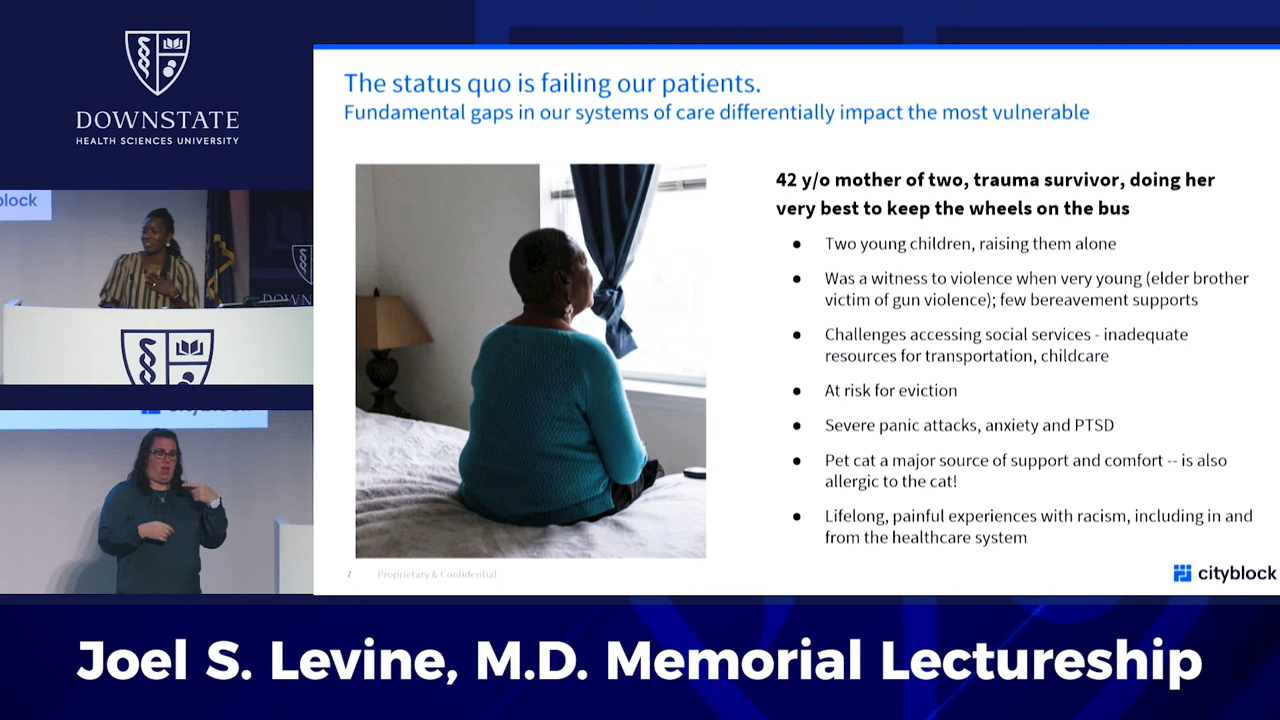 DOWNSTATE
HEALTH SCIENCES UNIVERSITY
The status quo is failing our patients.
Fundamental gaps in our systems of care differentially impact the most vulnerable
42 y/o mother of two, trauma survivor, doing her
very best to keep the wheels on the bus
● Two young children, raising them alone
● Was a witness to violence when very young (elder brother
victim of gun violence); few bereavement supports
● Challenges accessing social services - inadequate
resources for transportation, childcare
● At risk for eviction
● Severe panic attacks, anxiety and PTSD
● Pet cat a major source of support and comfort -- is also
allergic to the cat!
● Lifelong, painful experiences with racism, including in and
from the healthcare system
7 Proprietary & Confidential
cityblock
block
DOWN
cityblock
Joel S. Levine, M.D. Memorial Lectureship